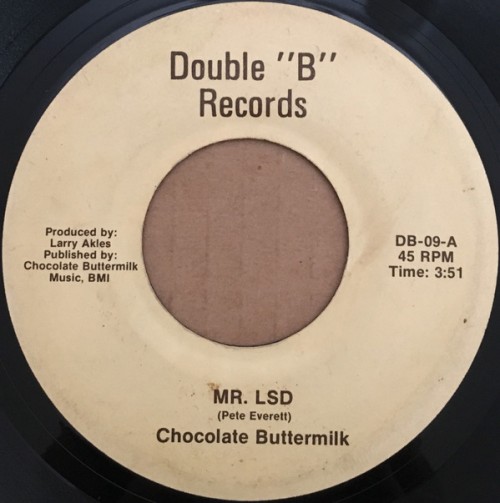 Double "B"
Records
Produced by:
Larry Akles
Published by:
Chocolate Buttermilk
Music, BMI
DB-09-A
45 RPM
Time: 3:51
MR. LSD
(Pete Everett)
Chocolate Buttermilk